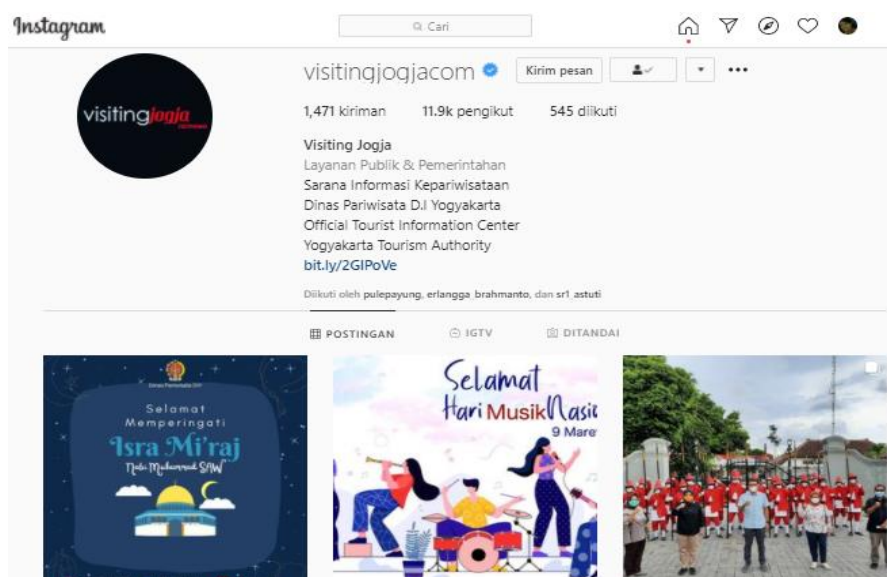 Instagram
Cari
visitingjogjacom
Kirim pesan
1,471 kiriman 11.9k pengikut 545 diikuti
visitingjogja
Visiting Jogja
Layanan Publik & Pemerintahan
Sarana Informasi Kepariwisataan
Dinas Pariwisata D.I Yogyakarta
Official Tourist Information Center
Yogyakarta Tourism Authority
bit.ly/2GIPoVe
Diikuti oleh pulepayung, erlangga_brahmanto, dan sr1_astuti
POSTINGAN IGTV DITANDAI
Dinas Pariwisata DIY
Selamat
Memperingati
Isra Mi'raj
Nabi Muhammad SAW
Selamat
Hari Musik Nasi
9 Mare